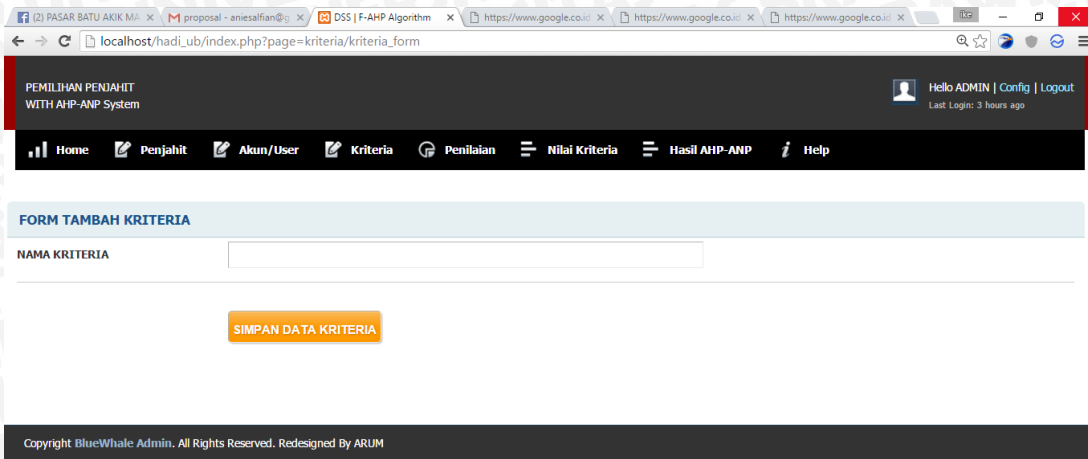 (2) PASAR BATU AKIK MA
proposal - aniesalfian@g
DSS | F-AHP Algorithm
https://www.google.co.id
https://www.google.co.id
https://www.google.co.id
localhost/hadi_ub/index.php?page=kriteria/kriteria_form
PEMILIHAN PENJAHIT
WITH AHP-ANP System
Hello ADMIN | Config | Logout
Last Login: 3 hours ago
Home Penjahit Akun/User Kriteria Penilaian Nilai Kriteria Hasil AHP-ANP Help
FORM TAMBAH KRITERIA
NAMA KRITERIA
SIMPAN DATA KRITERIA
Copyright BlueWhale Admin. All Rights Reserved. Redesigned By ARUM